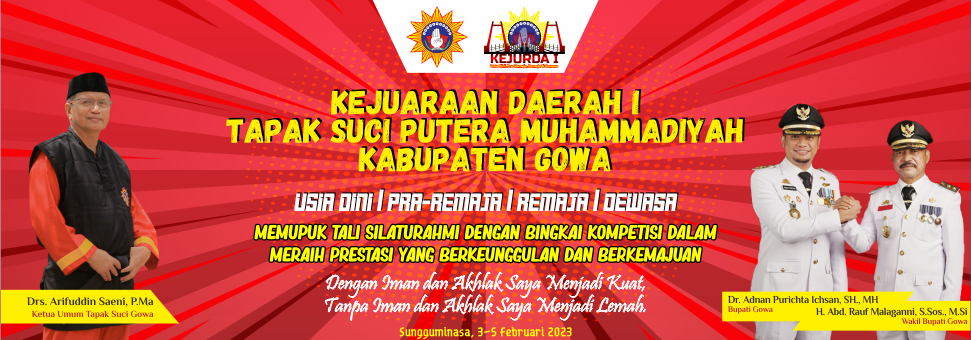 KEJURDA I
KEJUARAAN DAERAH I
TAPAK SUCI PUTERA MUHAMMADIYAH
KABUPATEN GOWA
USIA DINI | PRA-REMAJA | REMAJA | DEWASA
MEMUPUK TALI SILATURAHMI DENGAN BINGKAI KOMPETISI DALAM
MERAIH PRESTASI YANG BERKEUNGGULAN DAN BERKEMAJUAN
Dengan Iman dan Akhlak Saya Menjadi Kuat,
Tanpa Iman dan Akhlak Saya Menjadi Lemah.
Sungguminasa, 3-5 Februari 2023
Drs. Arifuddin Saeni, P.Ma
Ketua Umum Tapak Suci Gowa
Dr. Adnan Purichta Ichsan, SH., MH
Bupati Gowa
H. Abd. Rauf Malaganni, S.Sos., M.Si
Wakil Bupati Gowa